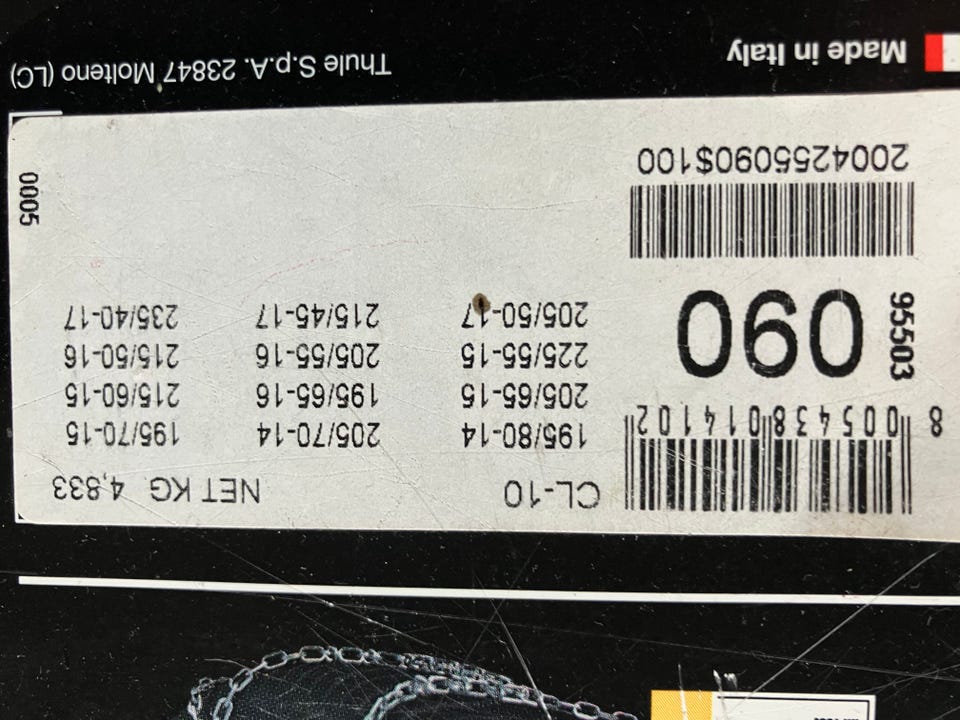 CL-10 NET KG 4,833
8 005438 014102
195/80-14 205/70-14 195/70-15
205/65-15 195/65-16 215/60-15
225/55-15 205/55-16 215/50-16
205/50-17 215/45-17 235/40-17
95503
090
2004255090$100
0005
Made in Italy
Thule S.p.A. 23847 Molteno (LC)